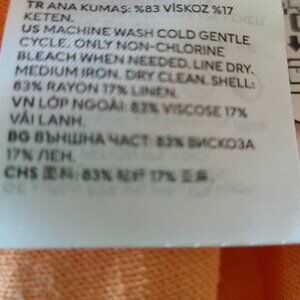 TR ANA KUMAŞ: %83 VİSKOZ %17
KETEN.
US MACHINE WASH COLD GENTLE
CYCLE. ONLY NON-CHLORINE
BLEACH WHEN NEEDED. LINE DRY.
MEDIUM IRON. DRY CLEAN. SHELL:
83% RAYON 17% LINEN.
VN LỚP NGOÀI: 83% VISCOSE 17%
VẢI LANH.
BG ВЪНШНА ЧАСТ: 83% ВИСКОЗА
17% ЛЕН.
CHS 面料: 83% 粘纤 17% 亚麻